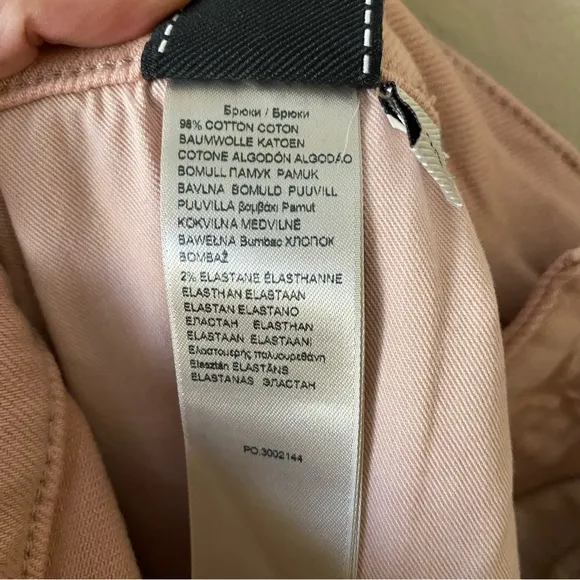 Брюки / Брюки
98% COTTON COTON
BAUMWOLLE KATOEN
COTONE ALGODÓN ALGODÃO
BOMULL ПАМУК PAMUK
BAVLNA BOMULD PUUVILL
PUUVILLA βαμβάκι Pamut
KOKVILNA MEDVILNĖ
BAWEŁNA Bumbac ХЛОПОК
BOMBAŽ
2% ELASTANE ÉLASTHANNE
ELASTHAN ELASTAAN
ELASTAN ELASTANO
ЕЛАСТАН ELASTHAN
ELASTAAN ELASTAANI
Ελαστομερής πολυουρεθάνη
Elasztán ELASTĀNS
ELASTANAS ЭЛАСТАН
PO.3002144